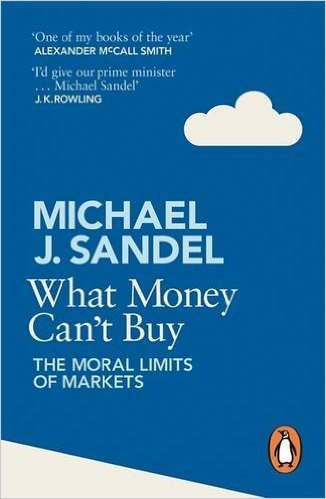 ‘One of my books of the year’
ALEXANDER McCALL SMITH
‘I’d give our prime minister
. . . Michael Sandel’
J.K.ROWLING
MICHAEL
J. SANDEL
What Money
Can’t Buy
THE MORAL LIMITS
OF MARKETS